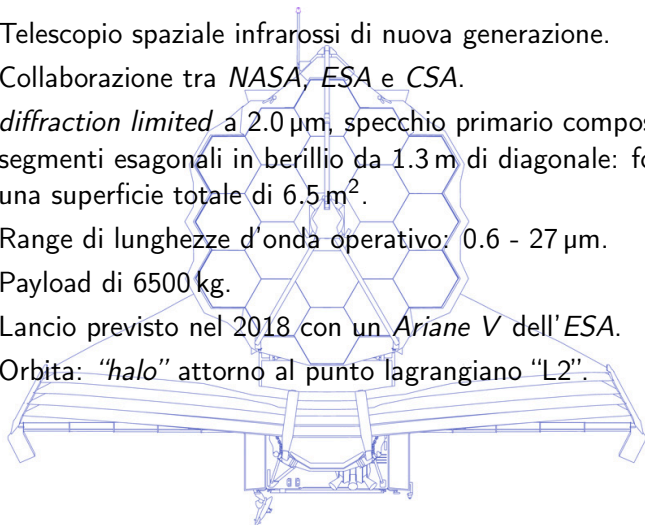 Telescopio spaziale infrarossi di nuova generazione.
Collaborazione tra NASA, ESA e CSA.
diffraction limited a 2.0 µm, specchio primario compos
segmenti esagonali in berillio da 1.3 m di diagonale: fo
una superficie totale di 6.5 m².
Range di lunghezze d'onda operativo: 0.6 - 27 µm.
Payload di 6500 kg.
Lancio previsto nel 2018 con un Ariane V dell'ESA.
Orbita: “halo” attorno al punto lagrangiano “L2”.